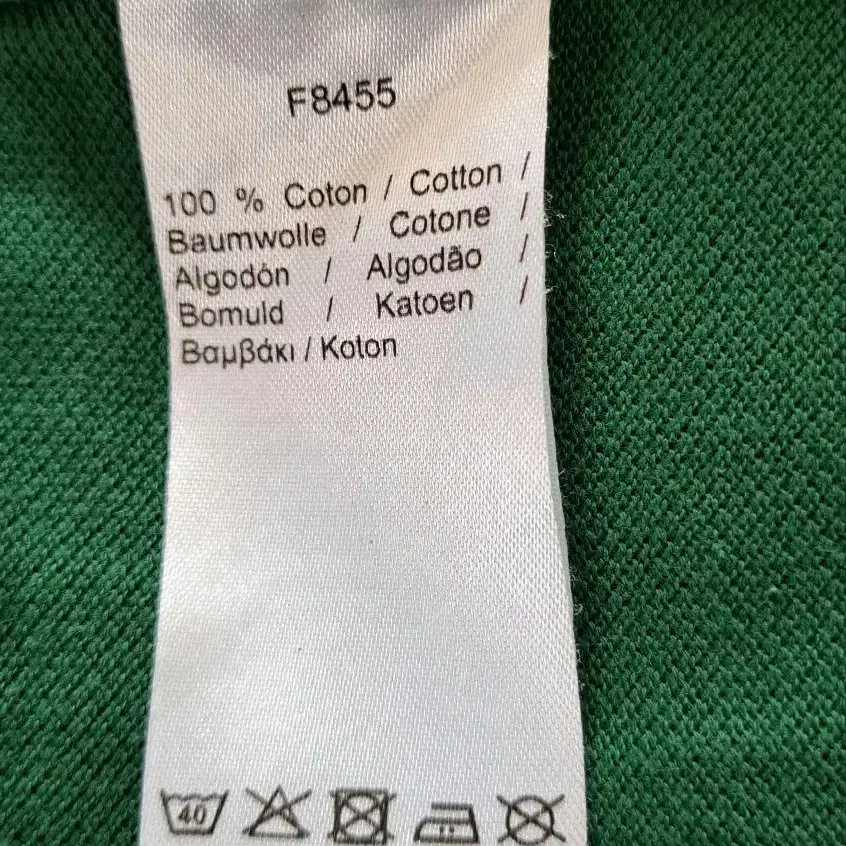 F8455
100 % Coton / Cotton /
Baumwolle / Cotone /
Algodón / Algodão /
Bomuld / Katoen /
Βαμβάκι / Koton
40